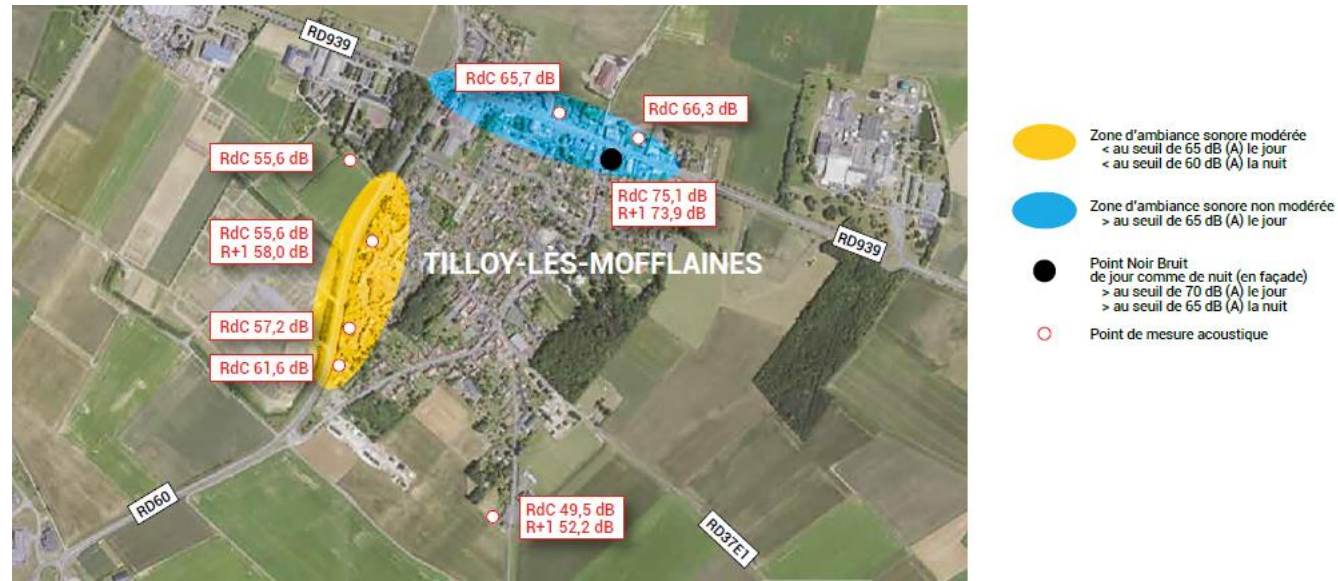 RD939
RdC 65,7 dB
RdC 66,3 dB
RdC 55,6 dB
RdC 75,1 dB
R+1 73,9 dB
RdC 55,6 dB
R+1 58,0 dB
TILLOY-LÈS-MOFFLAINES
RD939
RdC 57,2 dB
RdC 61,6 dB
RD60
RdC 49,5 dB
R+1 52,2 dB
RD37E1
Zone d'ambiance sonore modérée
< au seuil de 65 dB (A) le jour
< au seuil de 60 dB (A) la nuit
Zone d'ambiance sonore non modérée
> au seuil de 65 dB (A) le jour
Point Noir Bruit
de jour comme de nuit (en façade)
> au seuil de 70 dB (A) le jour
> au seuil de 65 dB (A) la nuit
Point de mesure acoustique